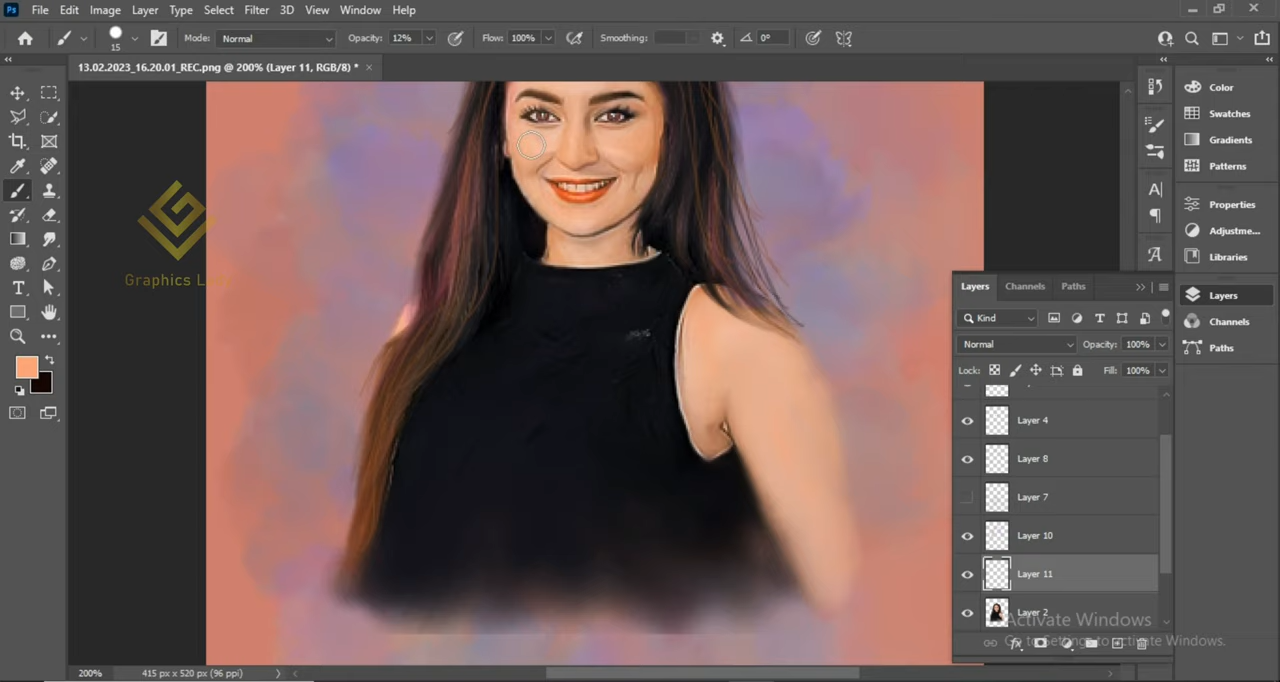 Ps File Edit Image Layer Type Select Filter 3D View Window Help
15 Mode: Normal Opacity: 12% Flow: 100% Smoothing: 0°
13.02.2023_16.20.01_REC.png @ 200% (Layer 11, RGB/8) * ×
Color
Swatches
Gradients
Patterns
Properties
Adjustme...
Libraries
Layers
Channels
Paths
Graphics
Layers Channels Paths
Kind
Normal Opacity: 100%
Lock: Fill: 100%
Layer 4
Layer 8
Layer 7
Layer 10
Layer 11
Layer 2
Activate Windows
Go to Settings to activate Windows.
200% 415 px x 520 px (96 ppi)